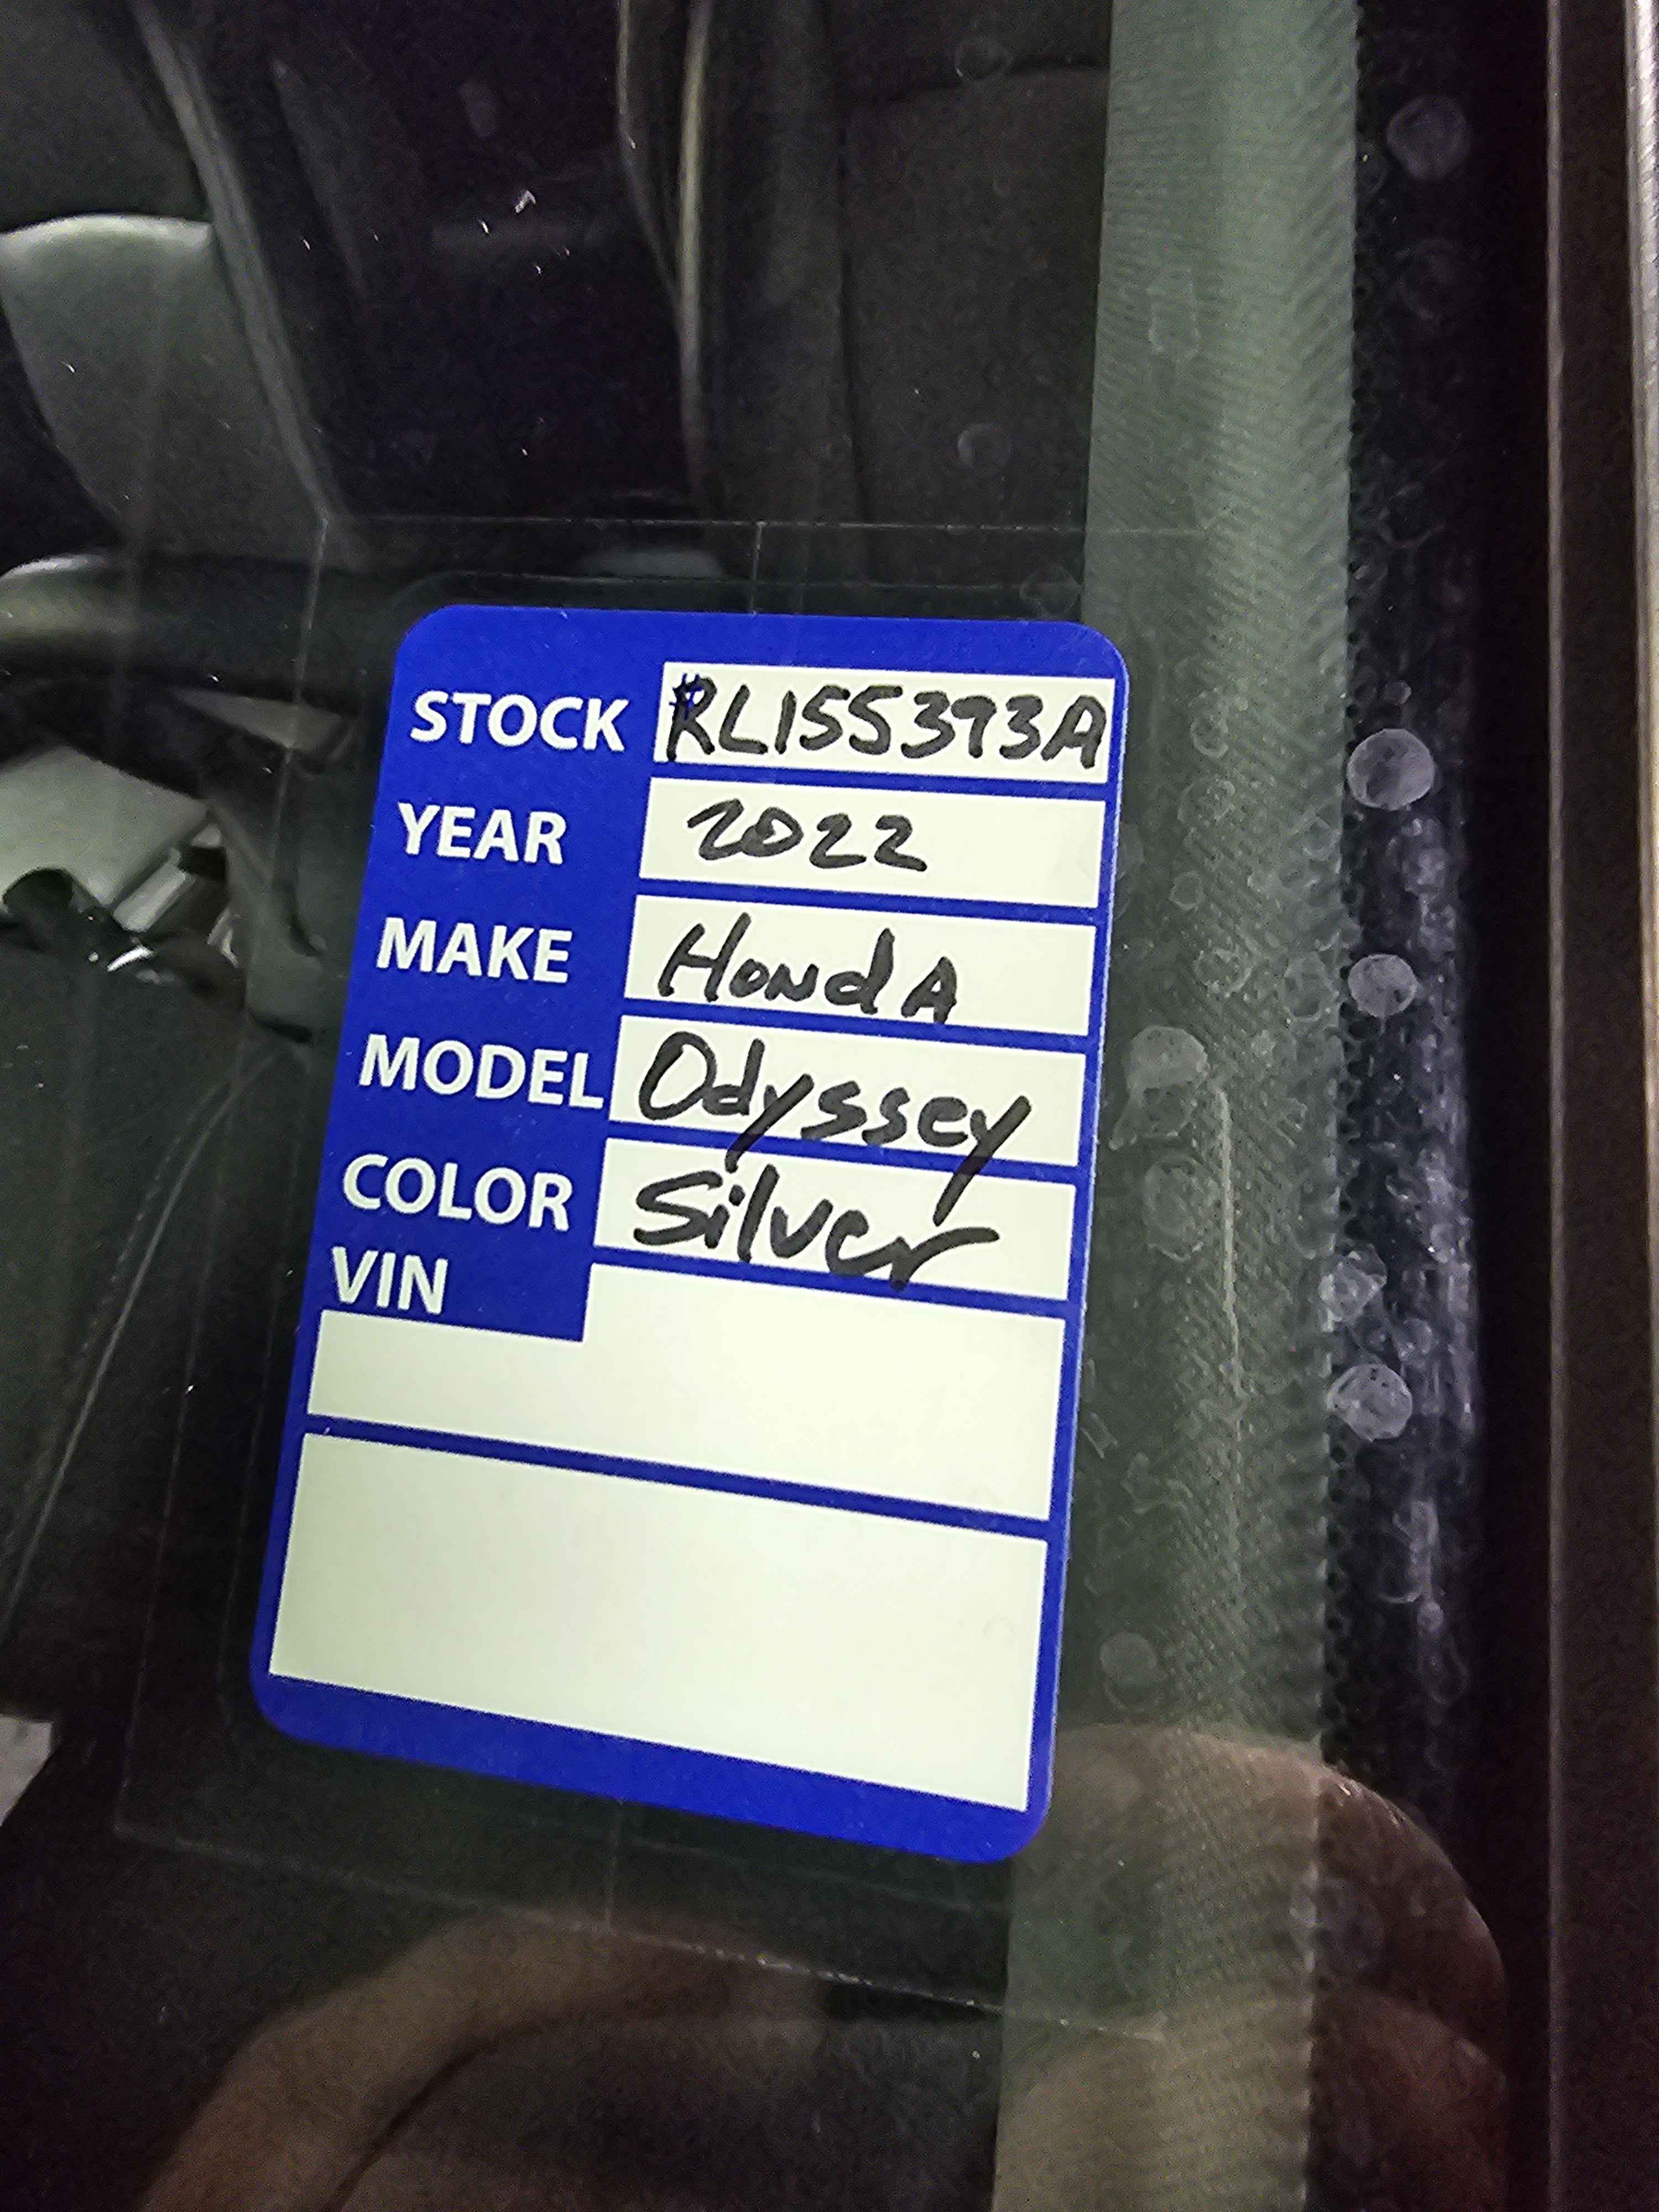 STOCK RL155393A
YEAR 2022
MAKE HondA
MODEL Odyssey
COLOR Silver
VIN